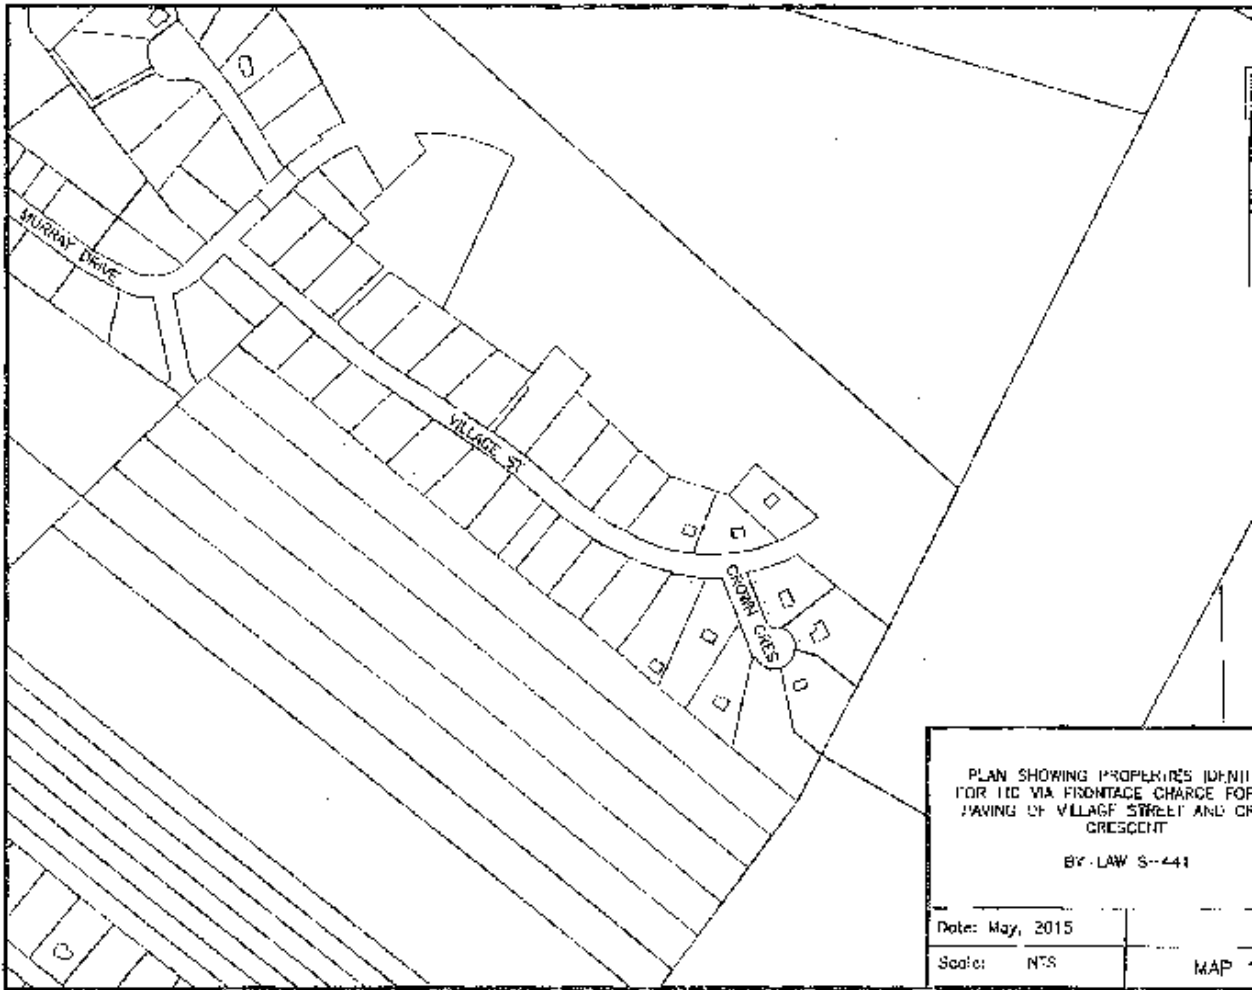 MURRAY DRIVE
VILLAGE ST
CROWN CRES
PLAN SHOWING PROPERTIES IDENTI
FOR LIC VIA FRONTAGE CHARGE FOR
PAVING OF VILLAGE STREET AND CR
CRESCENT
BY-LAW S-441
Date: May, 2015
Scale: NTS
MAP